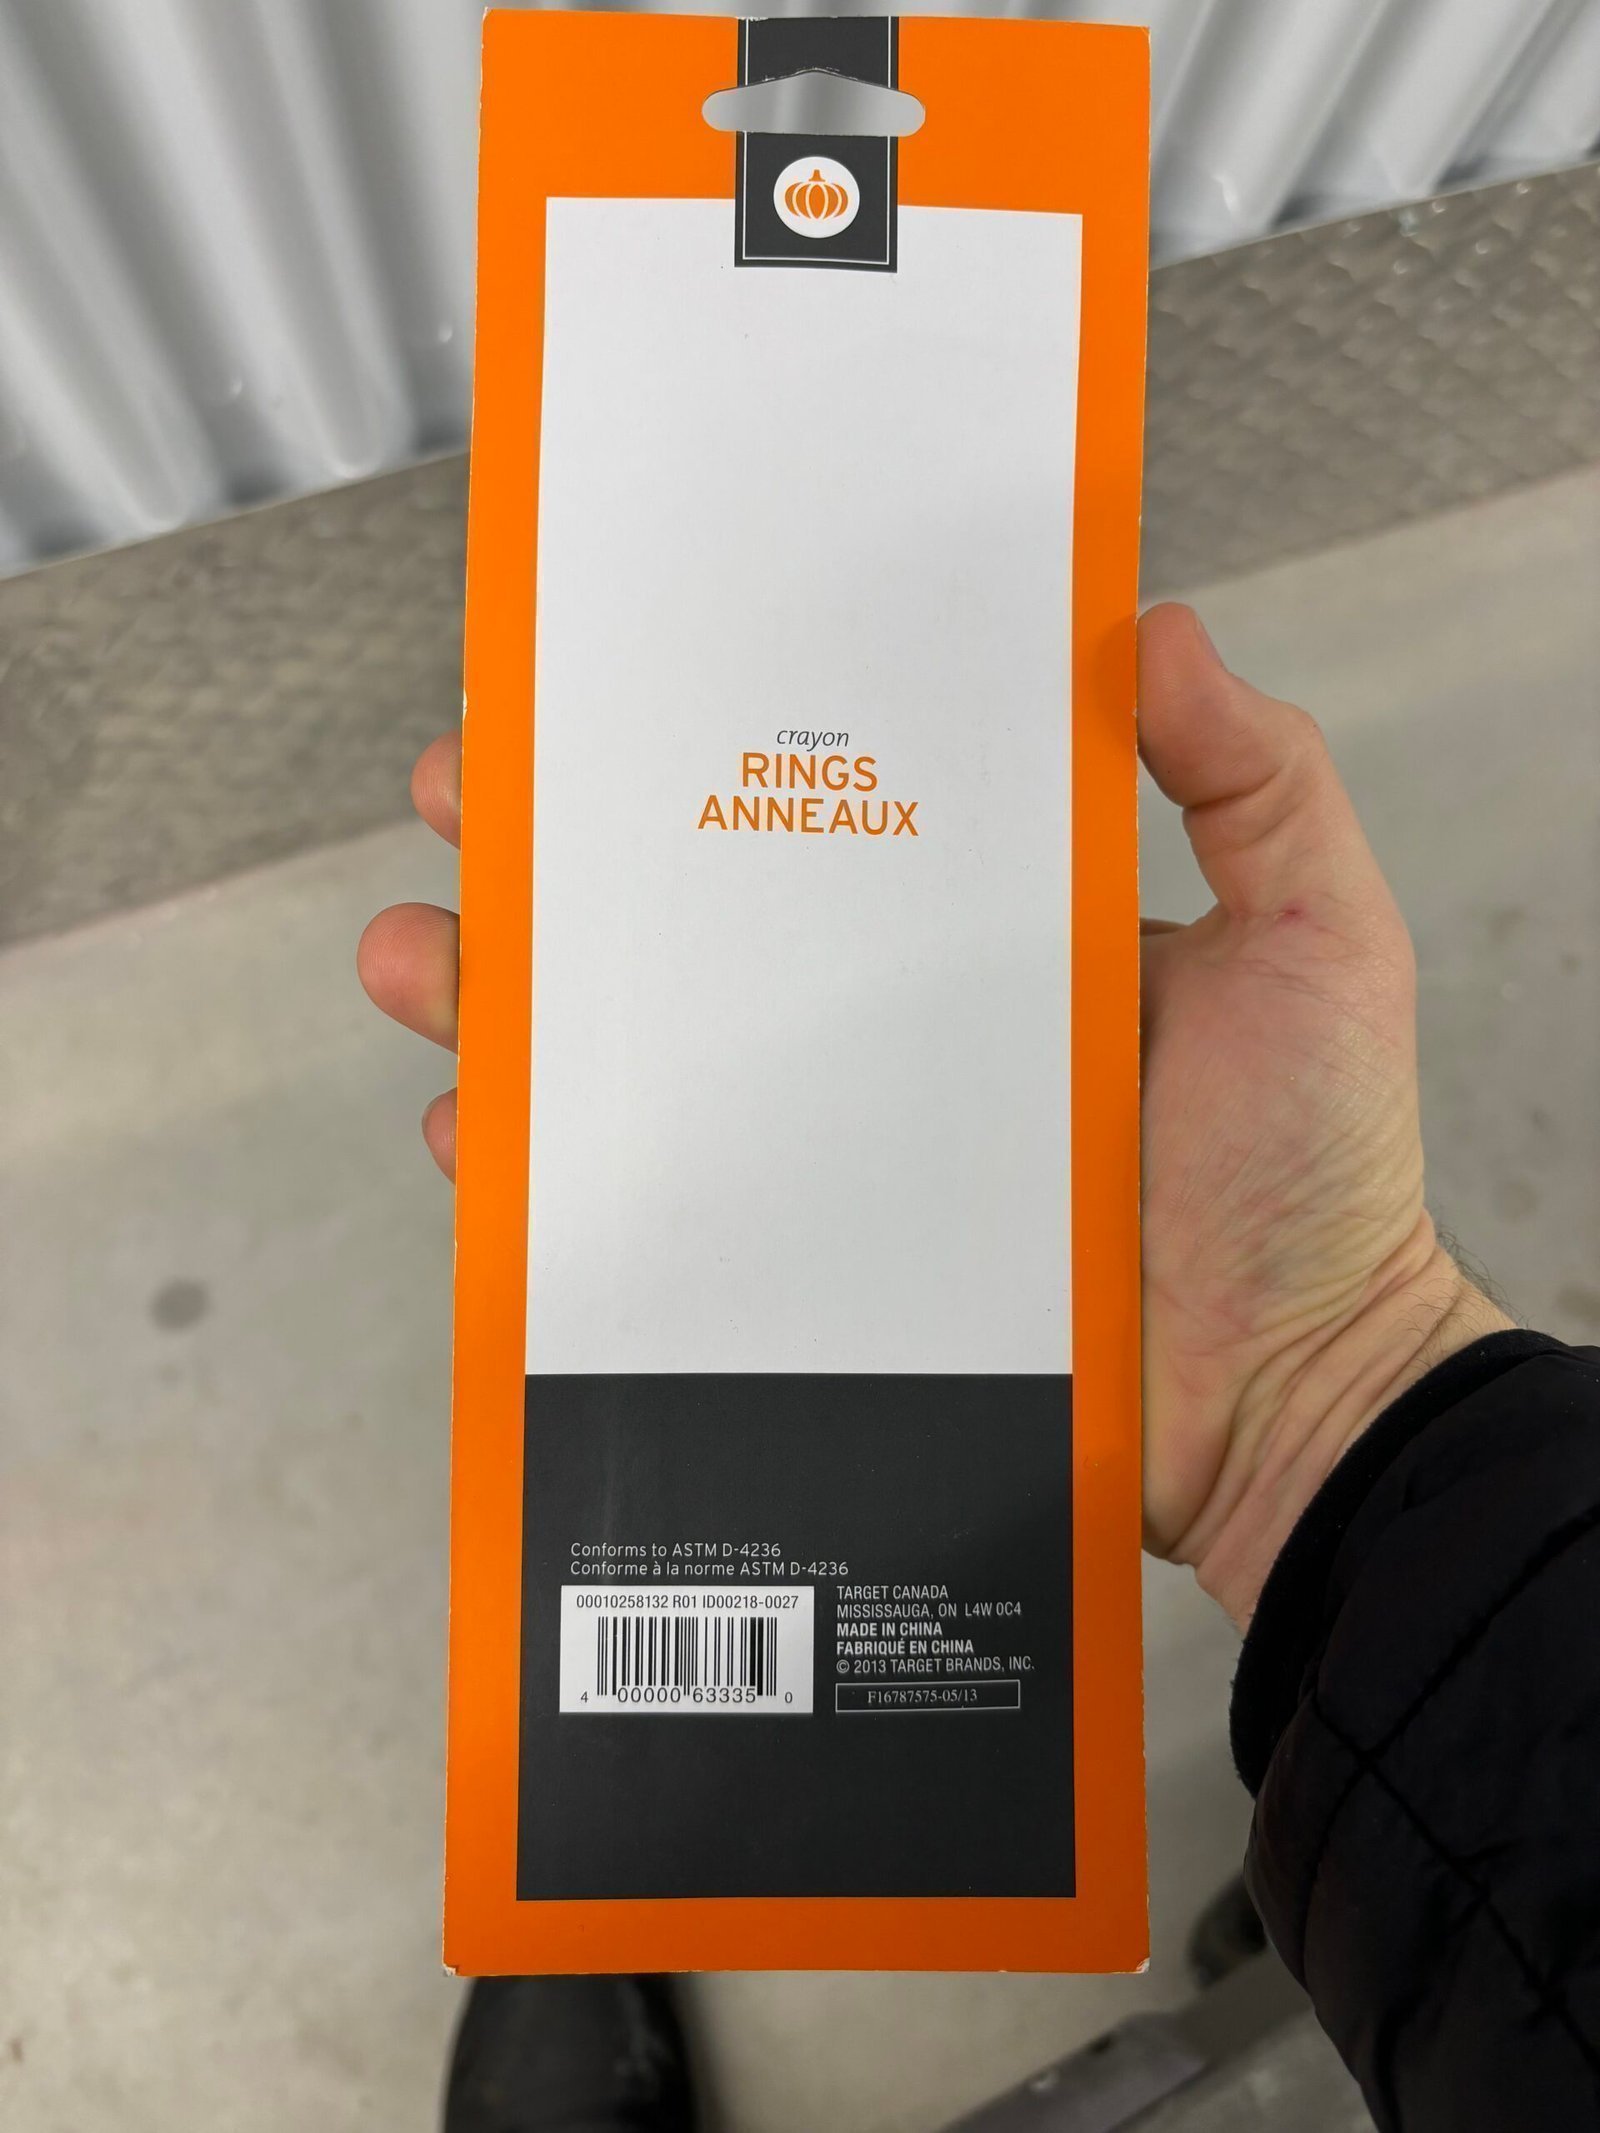 crayon
RINGS
ANNEAUX
Conforms to ASTM D-4236
Conforme à la norme ASTM D-4236
00010258132 R01 ID00218-0027
4 00000 63335 0
TARGET CANADA
MISSISSAUGA, ON L4W 0C4
MADE IN CHINA
FABRIQUÉ EN CHINA
© 2013 TARGET BRANDS, INC.
F16787575-05/13